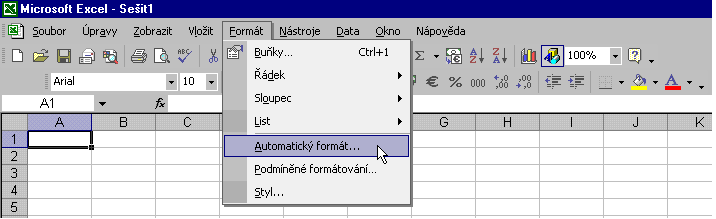 Microsoft Excel - Sešit1
Soubor Úpravy Zobrazit Vložit Formát Nástroje Data Okno Nápověda
Buňky... Ctrl+1
100%
Řádek
Arial 10
€ % 000
Sloupec
A1 fx
List
A B C H I J K
1
Automatický formát...
2
Podmíněné formátování...
3
Styl...
4
5